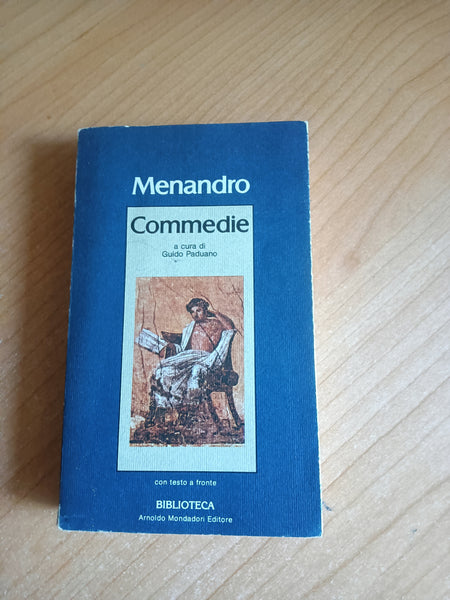 Menandro
Commedie
a cura di
Guido Paduano
con testo a fronte
BIBLIOTECA
Arnoldo Mondadori Editore